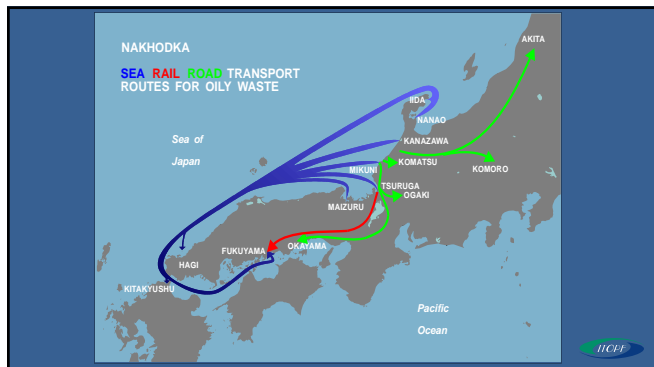 NAKHODKA
SEA RAIL ROAD TRANSPORT
ROUTES FOR OILY WASTE
AKITA
IIDA
NANAO
Sea of
Japan
KANAZAWA
KOMATSU
MIKUNI
KOMORO
TSURUGA
OGAKI
MAIZURU
FUKUYAMA
OKAYAMA
HAGI
KITAKYUSHU
Pacific
Ocean
ITOPF